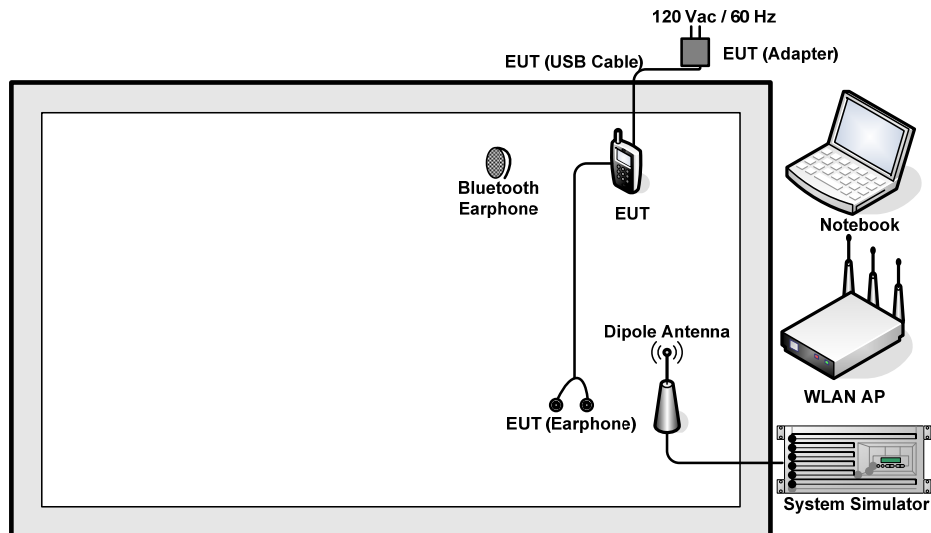 120 Vac / 60 Hz
EUT (Adapter)
EUT (USB Cable)
Bluetooth
Earphone
EUT
Notebook
Dipole Antenna
WLAN AP
EUT (Earphone)
System Simulator